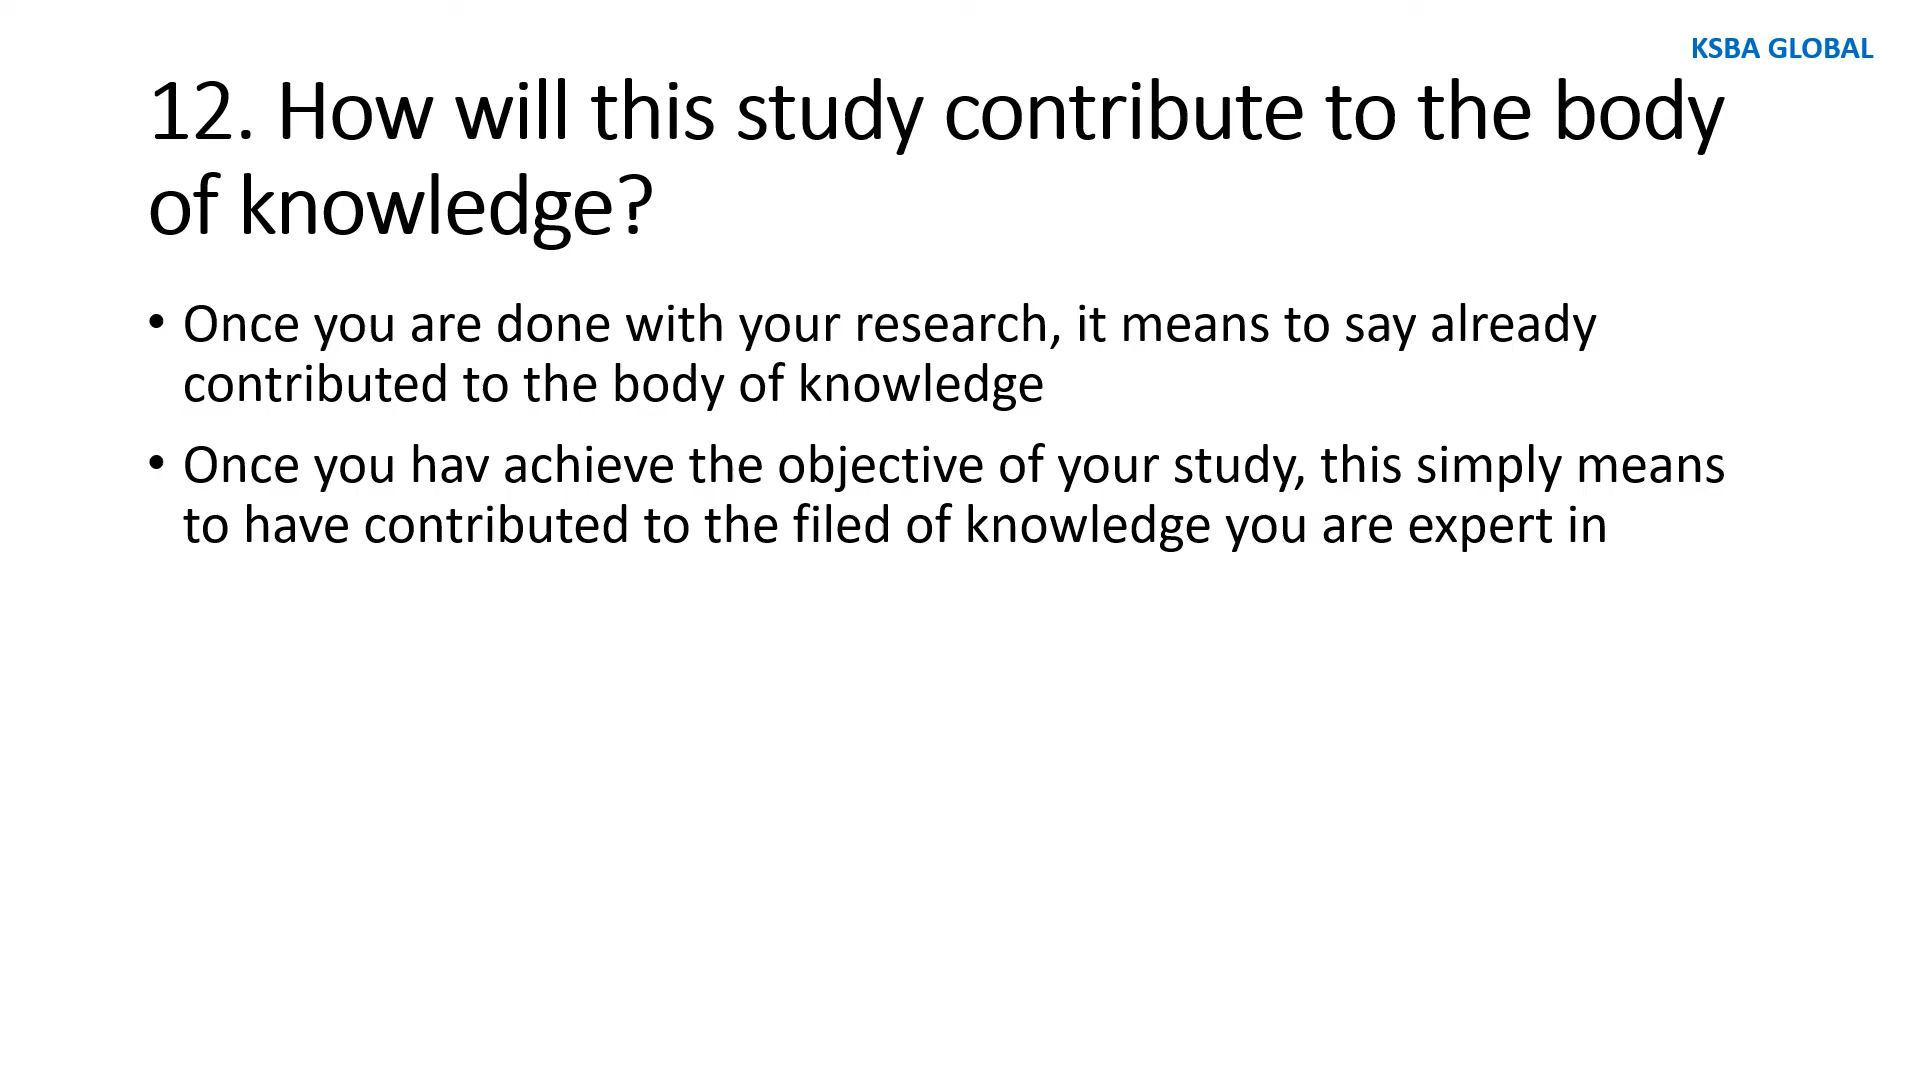 KSBA GLOBAL
12. How will this study contribute to the body
of knowledge?
• Once you are done with your research, it means to say already
contributed to the body of knowledge
• Once you hav achieve the objective of your study, this simply means
to have contributed to the filed of knowledge you are expert in